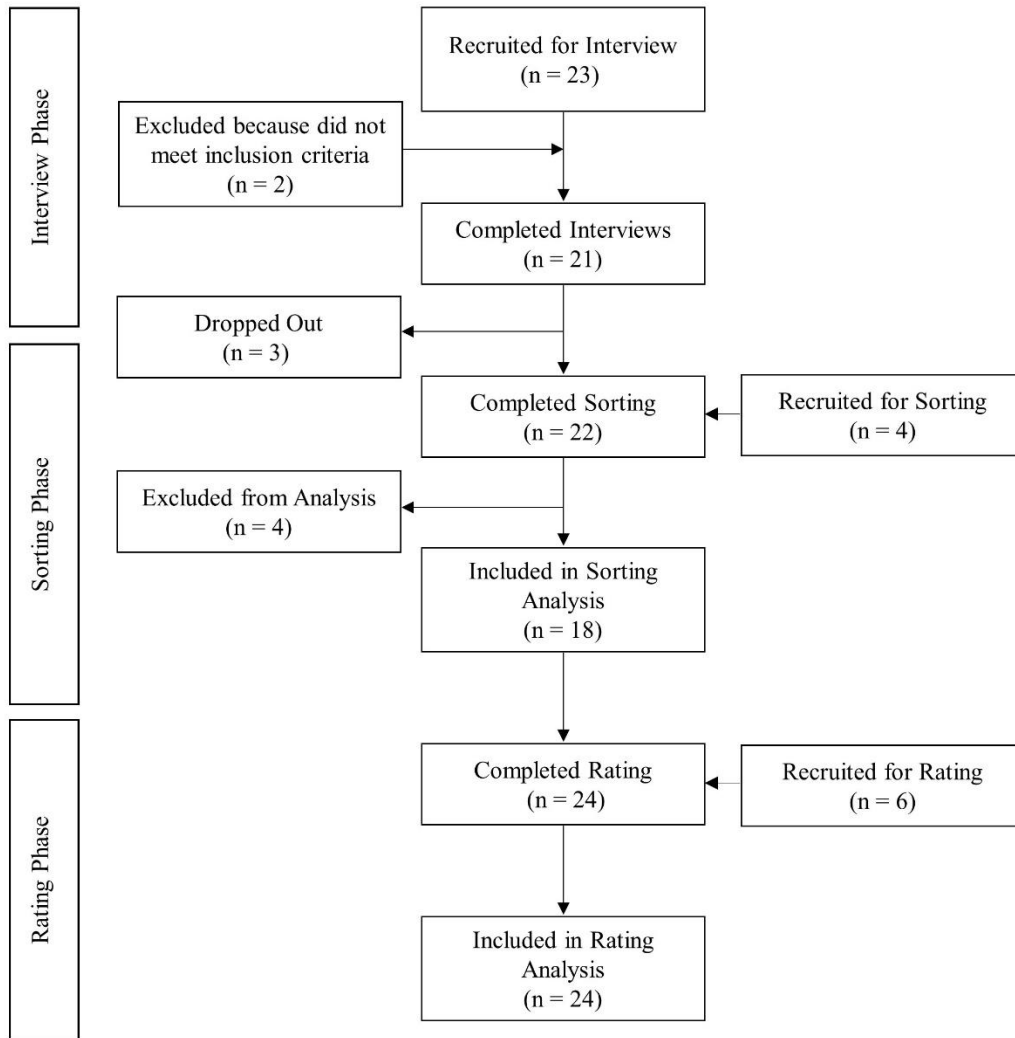 Interview Phase
Recruited for Interview
(n = 23)
Excluded because did not
meet inclusion criteria
(n = 2)
Completed Interviews
(n = 21)
Dropped Out
(n = 3)
Sorting Phase
Completed Sorting
(n = 22)
Recruited for Sorting
(n = 4)
Excluded from Analysis
(n = 4)
Included in Sorting
Analysis
(n = 18)
Rating Phase
Completed Rating
(n = 24)
Recruited for Rating
(n = 6)
Included in Rating
Analysis
(n = 24)